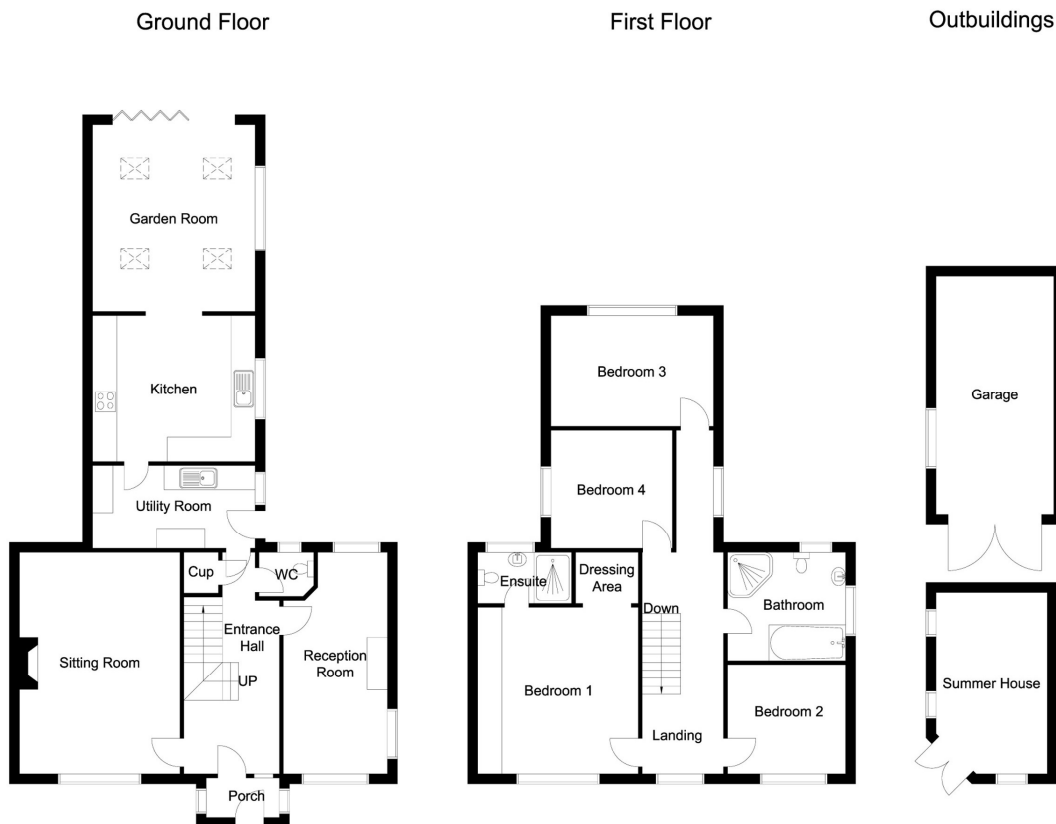 Ground Floor
First Floor
Outbuildings
Garden Room
Kitchen
Utility Room
Cup
WC
Entrance
Hall
UP
Sitting Room
Reception
Room
Porch
Bedroom 3
Bedroom 4
Ensuite
Dressing
Area
Down
Bathroom
Bedroom 1
Bedroom 2
Landing
Garage
Summer House